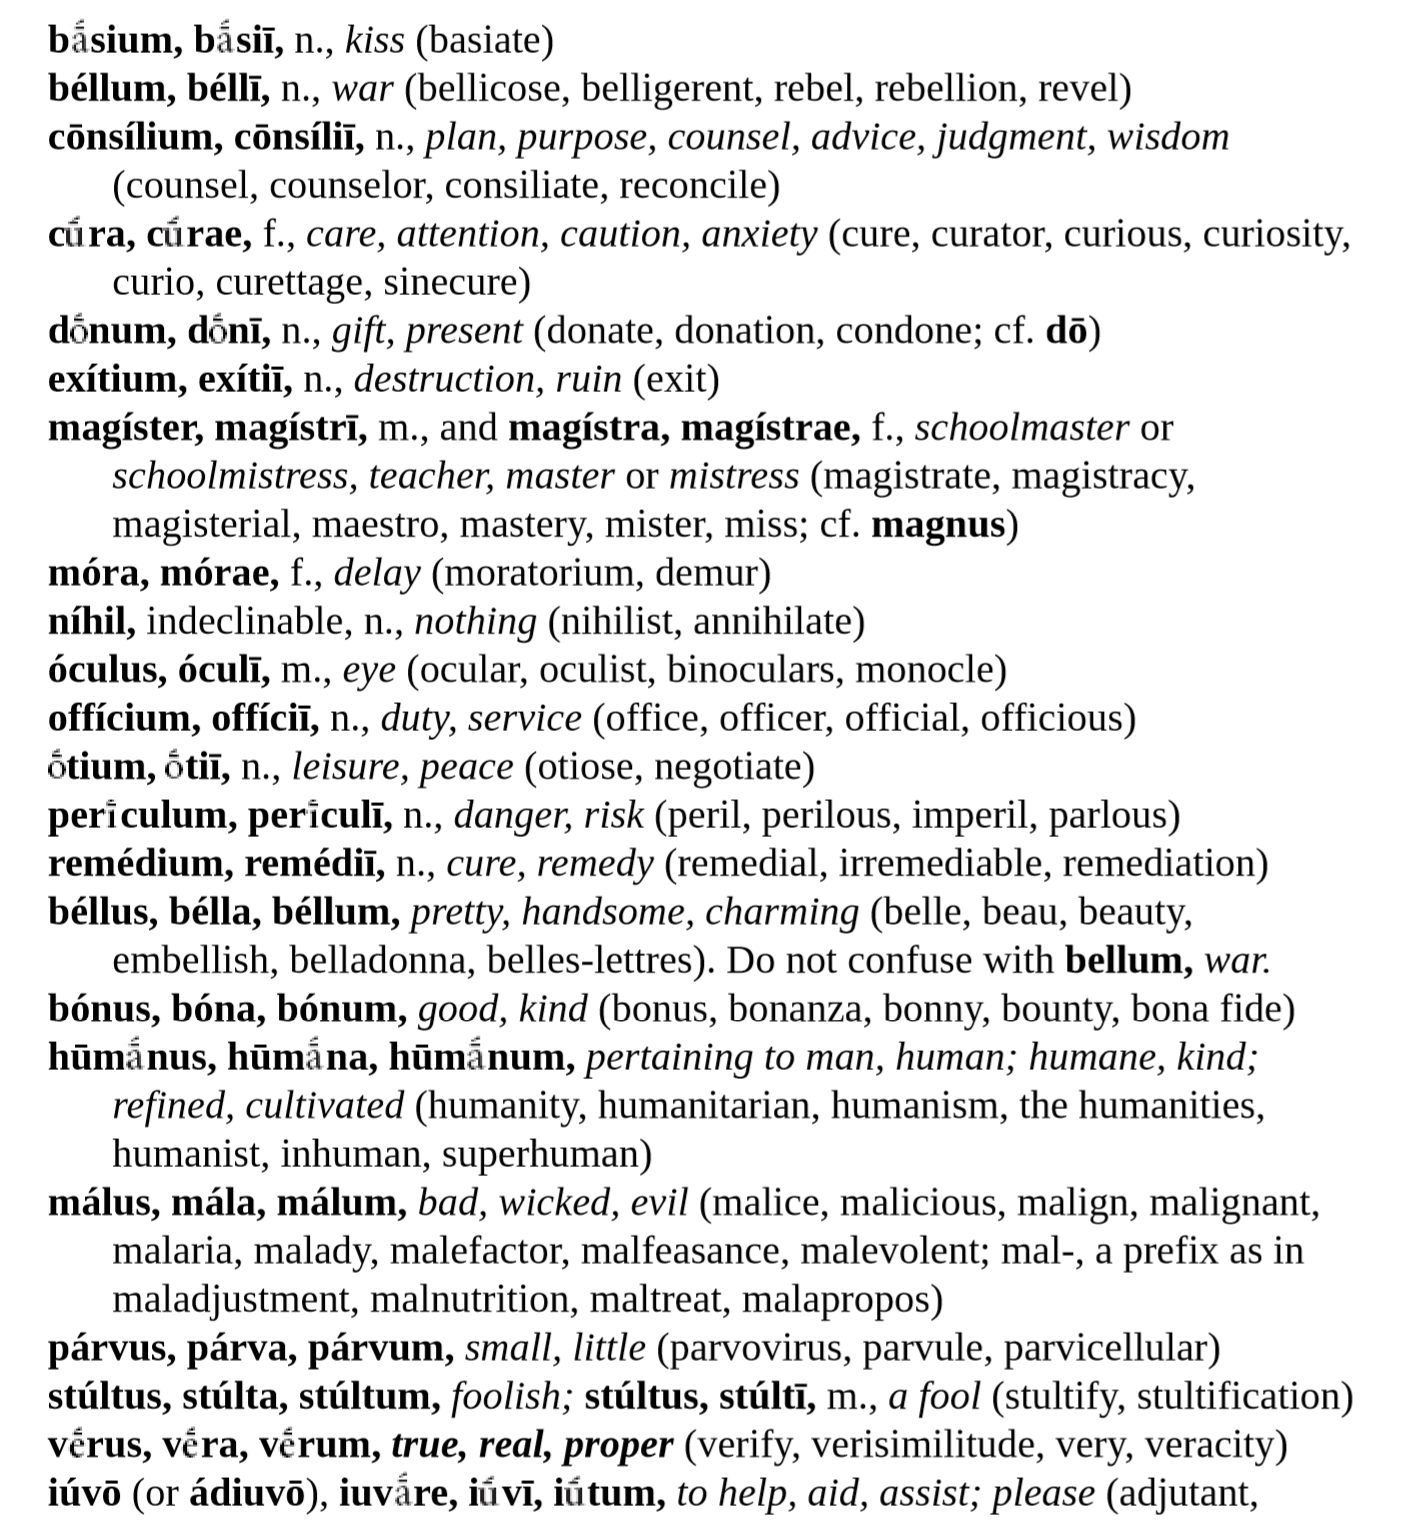 bā́sium, bā́siī, n., kiss (basiate)
béllum, béllī, n., war (bellicose, belligerent, rebel, rebellion, revel)
cōnsílium, cōnsíliī, n., plan, purpose, counsel, advice, judgment, wisdom
(counsel, counselor, consiliate, reconcile)
cū́ra, cū́rae, f., care, attention, caution, anxiety (cure, curator, curious, curiosity,
curio, curettage, sinecure)
dṓnum, dṓnī, n., gift, present (donate, donation, condone; cf. dō)
exítium, exítiī, n., destruction, ruin (exit)
magíster, magístrī, m., and magístra, magístrae, f., schoolmaster or
schoolmistress, teacher, master or mistress (magistrate, magistracy,
magisterial, maestro, mastery, mister, miss; cf. magnus)
móra, mórae, f., delay (moratorium, demur)
níhil, indeclinable, n., nothing (nihilist, annihilate)
óculus, óculī, m., eye (ocular, oculist, binoculars, monocle)
offícium, offíciī, n., duty, service (office, officer, official, officious)
ṓtium, ṓtiī, n., leisure, peace (otiose, negotiate)
perī́culum, perī́culī, n., danger, risk (peril, perilous, imperil, parlous)
remédium, remédiī, n., cure, remedy (remedial, irremediable, remediation)
béllus, bélla, béllum, pretty, handsome, charming (belle, beau, beauty,
embellish, belladonna, belles-lettres). Do not confuse with bellum, war.
bónus, bóna, bónum, good, kind (bonus, bonanza, bonny, bounty, bona fide)
hūmā́nus, hūmā́na, hūmā́num, pertaining to man, human; humane, kind;
refined, cultivated (humanity, humanitarian, humanism, the humanities,
humanist, inhuman, superhuman)
málus, mála, málum, bad, wicked, evil (malice, malicious, malign, malignant,
malaria, malady, malefactor, malfeasance, malevolent; mal-, a prefix as in
maladjustment, malnutrition, maltreat, malapropos)
párvus, párva, párvum, small, little (parvovirus, parvule, parvicellular)
stúltus, stúlta, stúltum, foolish; stúltus, stúltī, m., a fool (stultify, stultification)
vḗrus, vḗra, vḗrum, true, real, proper (verify, verisimilitude, very, veracity)
iúvō (or ádiuvō), iuvā́re, iū́vī, iū́tum, to help, aid, assist; please (adjutant,